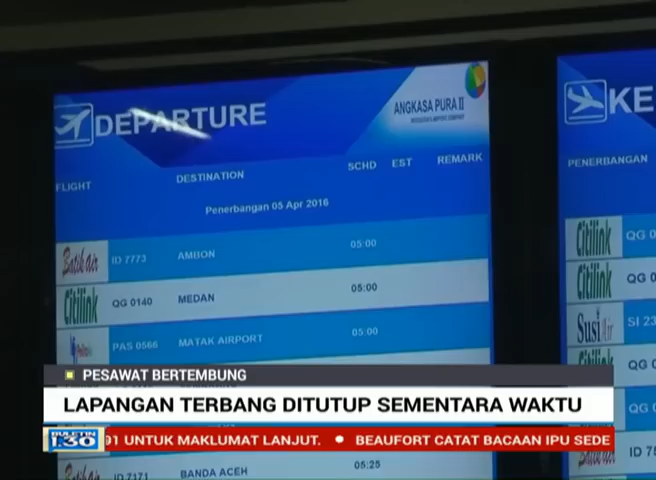 DEPARTURE
ANGKASA PURA II
FLIGHT DESTINATION SCHD EST REMARK
Penerbangan 05 Apr 2016
Batik air ID 7773 AMBON 05:00
Citilink QG 0140 MEDAN 05:00
PAS 0566 MATAK AIRPORT 05:00
ID 7171 BANDA ACEH 05:25
KE
PENERBANGAN
Citilink QG 0
Citilink QG 0
Susi Air SI 23
Citilink QG 0
QG 0
ID 75
PESAWAT BERTEMBUNG
LAPANGAN TERBANG DITUTUP SEMENTARA WAKTU
BULETIN 1:30
91 UNTUK MAKLUMAT LANJUT. ● BEAUFORT CATAT BACAAN IPU SEDE